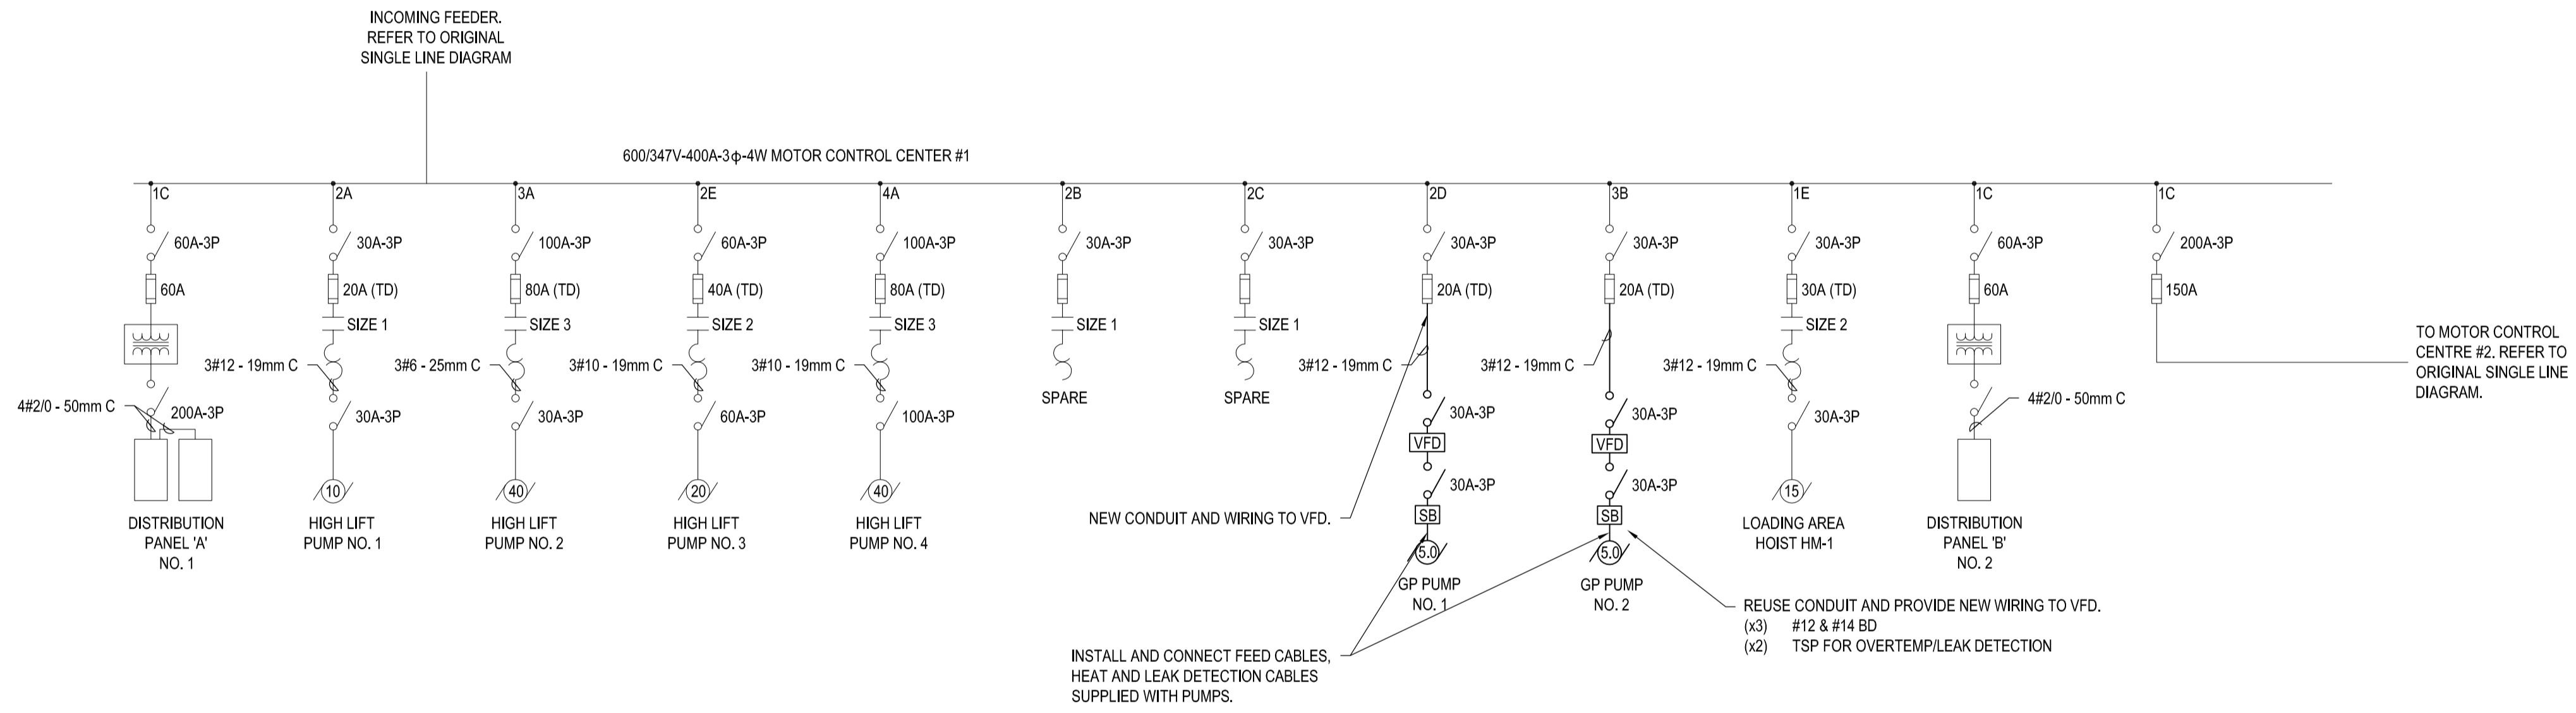 INCOMING FEEDER.
REFER TO ORIGINAL
SINGLE LINE DIAGRAM
600/347V-400A-3ϕ-4W MOTOR CONTROL CENTER #1
1C
60A-3P
60A
4#2/0 - 50mm C
200A-3P
DISTRIBUTION
PANEL 'A'
NO. 1
2A
30A-3P
20A (TD)
SIZE 1
3#12 - 19mm C
30A-3P
10
HIGH LIFT
PUMP NO. 1
3A
100A-3P
80A (TD)
SIZE 3
3#6 - 25mm C
30A-3P
40
HIGH LIFT
PUMP NO. 2
2E
60A-3P
40A (TD)
SIZE 2
3#10 - 19mm C
60A-3P
20
HIGH LIFT
PUMP NO. 3
4A
100A-3P
80A (TD)
SIZE 3
3#10 - 19mm C
100A-3P
40
HIGH LIFT
PUMP NO. 4
2B
30A-3P
SIZE 1
SPARE
2C
30A-3P
SIZE 1
SPARE
2D
30A-3P
20A (TD)
3#12 - 19mm C
30A-3P
VFD
30A-3P
NEW CONDUIT AND WIRING TO VFD.
SB
5.0
GP PUMP
NO. 1
3B
30A-3P
20A (TD)
3#12 - 19mm C
30A-3P
VFD
30A-3P
SB
5.0
GP PUMP
NO. 2
INSTALL AND CONNECT FEED CABLES,
HEAT AND LEAK DETECTION CABLES
SUPPLIED WITH PUMPS.
REUSE CONDUIT AND PROVIDE NEW WIRING TO VFD.
(x3) #12 & #14 BD
(x2) TSP FOR OVERTEMP/LEAK DETECTION
1E
30A-3P
30A (TD)
SIZE 2
3#12 - 19mm C
30A-3P
15
LOADING AREA
HOIST HM-1
1C
60A-3P
60A
4#2/0 - 50mm C
DISTRIBUTION
PANEL 'B'
NO. 2
1C
200A-3P
150A
TO MOTOR CONTROL
CENTRE #2. REFER TO
ORIGINAL SINGLE LINE
DIAGRAM.